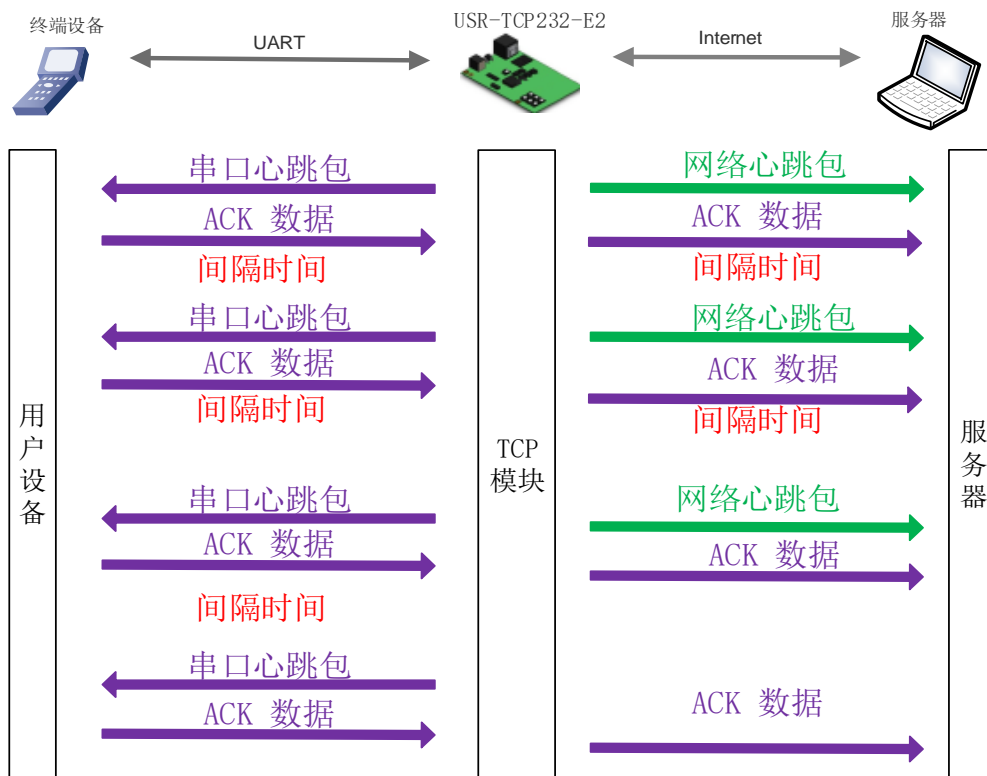 终端设备
UART
USR-TCP232-E2
Internet
服务器
串口心跳包
网络心跳包
ACK 数据
ACK 数据
间隔时间
间隔时间
串口心跳包
网络心跳包
ACK 数据
ACK 数据
间隔时间
间隔时间
用户设备
TCP
模块
服务器
串口心跳包
网络心跳包
ACK 数据
ACK 数据
间隔时间
串口心跳包
ACK 数据
ACK 数据